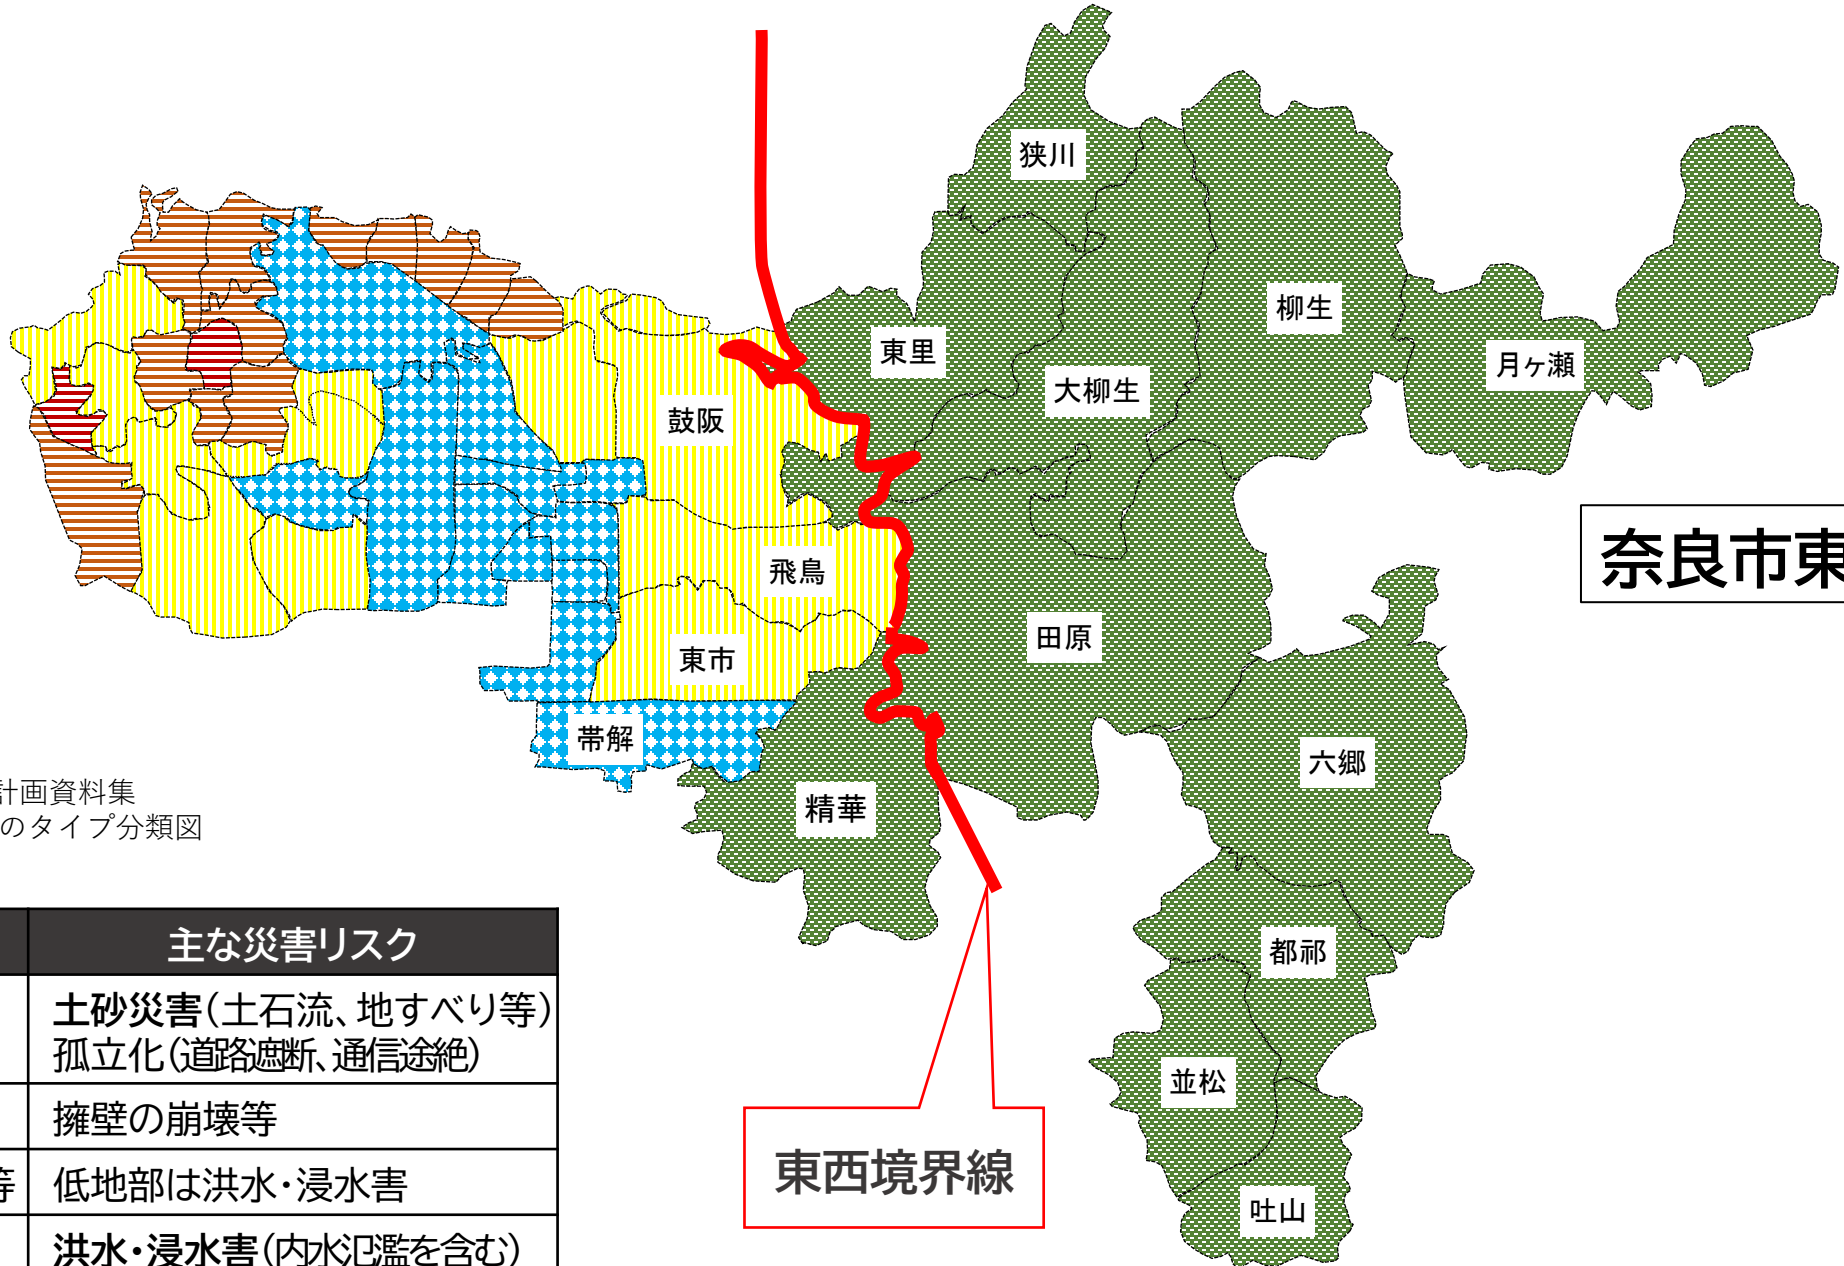 狭川
柳生
東里
月ヶ瀬
大柳生
鼓阪
奈良市東
飛鳥
田原
東市
帯解
六郷
計画資料集
のタイプ分類図
精華
都祁
主な災害リスク
土砂災害(土石流、地すべり等)
孤立化(道路遮断、通信途絶)
擁壁の崩壊等
等
低地部は洪水・浸水害
洪水・浸水害(内水氾濫を含む)
並松
東西境界線
吐山